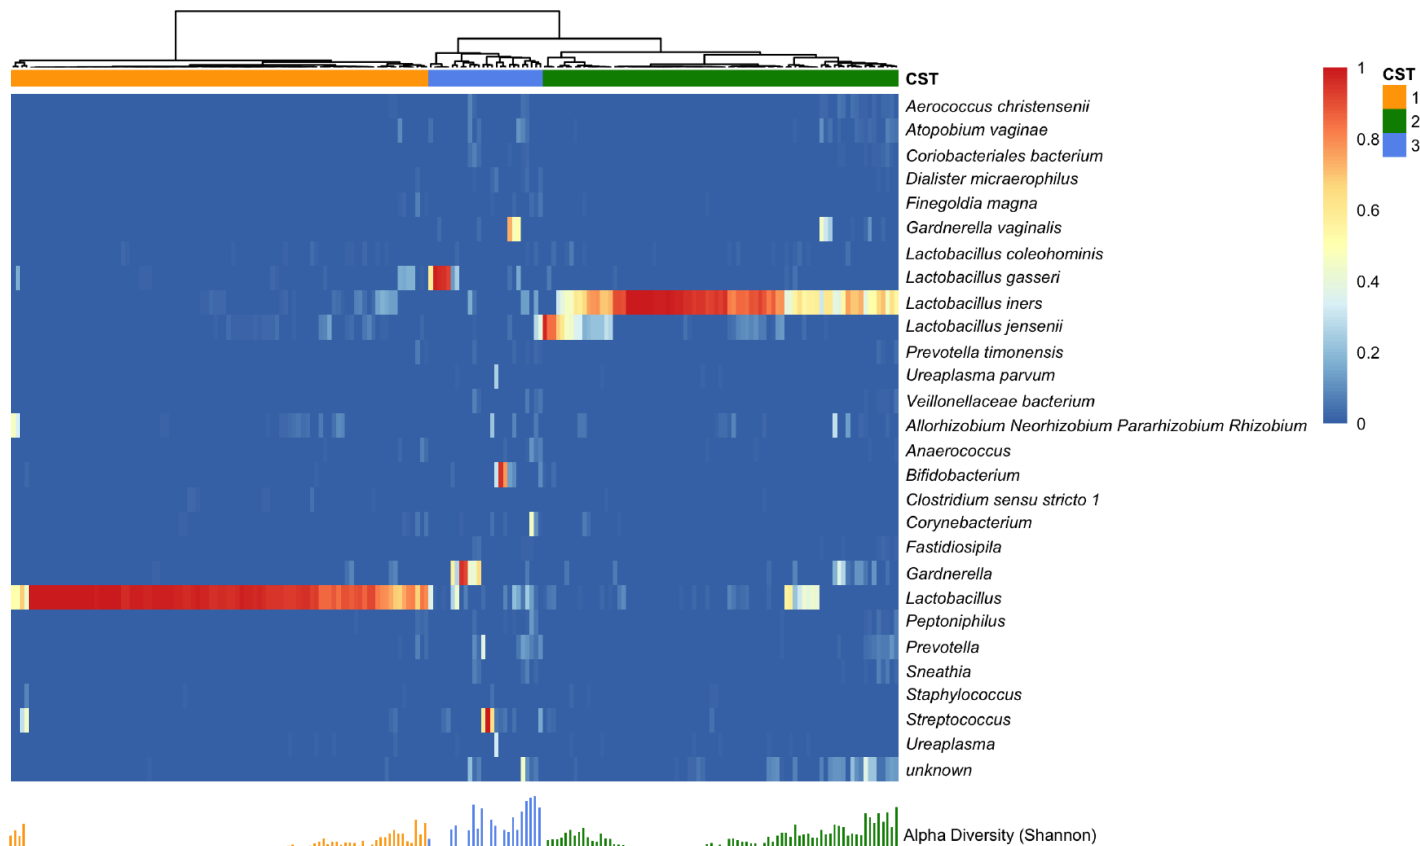 CST
Aerococcus christensenii
Atopobium vaginae
Coriobacteriales bacterium
Dialister micraerophilus
Finegoldia magna
Gardnerella vaginalis
Lactobacillus coleohominis
Lactobacillus gasseri
Lactobacillus iners
Lactobacillus jensenii
Prevotella timonensis
Ureaplasma parvum
Veillonellaceae bacterium
Allorhizobium Neorhizobium Pararhizobium Rhizobium
Anaerococcus
Bifidobacterium
Clostridium sensu stricto 1
Corynebacterium
Fastidiosipila
Gardnerella
Lactobacillus
Peptoniphilus
Prevotella
Sneathia
Staphylococcus
Streptococcus
Ureaplasma
unknown
Alpha Diversity (Shannon)
1
0.8
0.6
0.4
0.2
0
CST
1
2
3